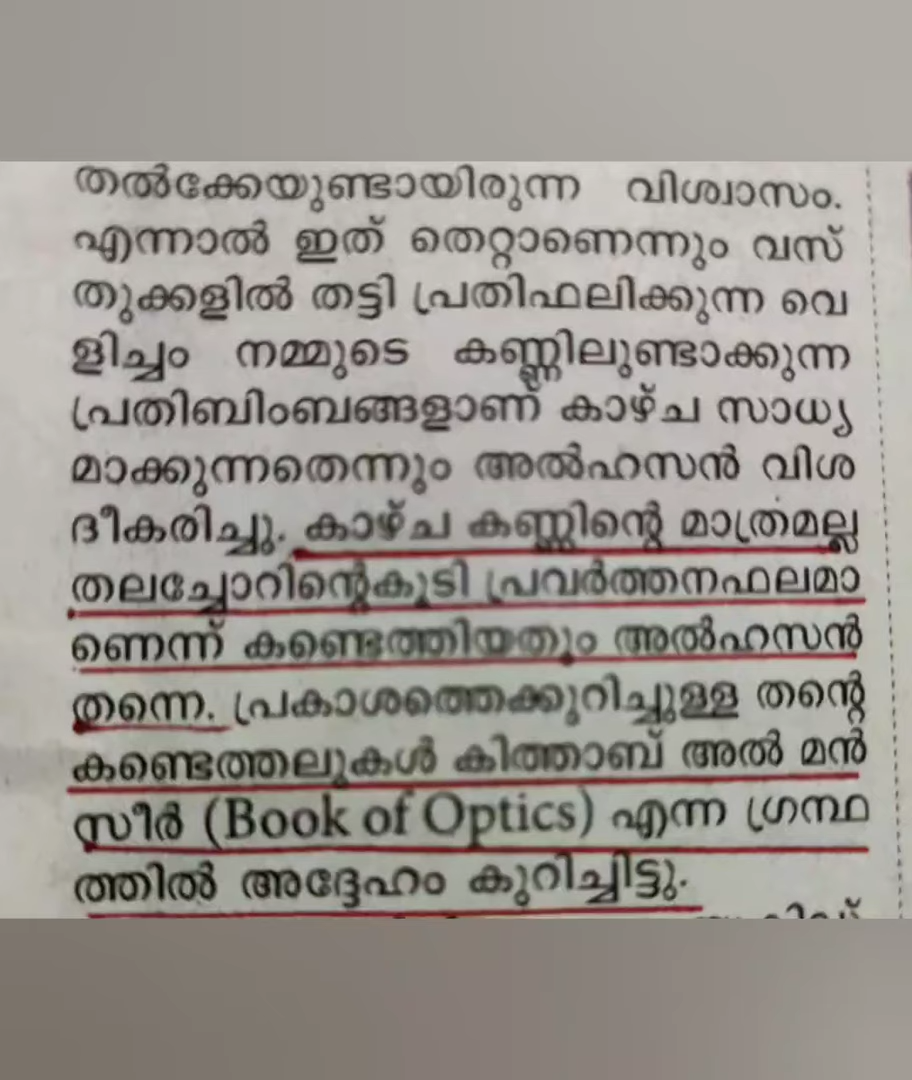 തൽക്കേയുണ്ടായിരുന്ന വിശ്വാസം.
എന്നാൽ ഇത് തെറ്റാണെന്നും വസ്
തുക്കളിൽ തട്ടി പ്രതിഫലിക്കുന്ന വെ
ളിച്ചം നമ്മുടെ കണ്ണിലുണ്ടാക്കുന്ന
പ്രതിബിംബങ്ങളാണ് കാഴ്ച സാധ്യ
മാക്കുന്നതെന്നും അൽഹസൻ വിശ
ദീകരിച്ചു. കാഴ്ച കണ്ണിന്റെ മാത്രമല്ല
തലച്ചോറിന്റെകൂടി പ്രവർത്തനഫലമാ
ണെന്ന് കണ്ടെത്തിയതും അൽഹസൻ
തന്നെ. പ്രകാശത്തെക്കുറിച്ചുള്ള തന്റെ
കണ്ടെത്തലുകൾ കിത്താബ് അൽ മൻ
സീർ (Book of Optics) എന്ന ഗ്രന്ഥ
ത്തിൽ അദ്ദേഹം കുറിച്ചിട്ടു.